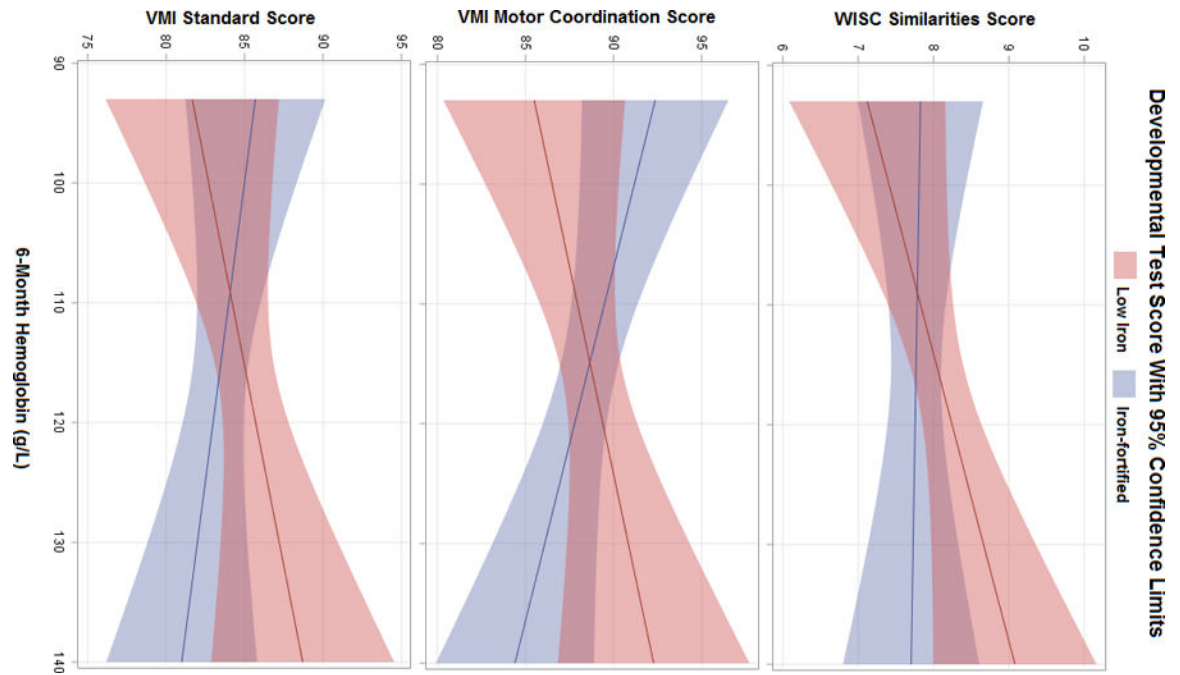 Developmental Test Score With 95% Confidence Limits
Low Iron Iron-fortified
WISC Similarities Score
6 7 8 9 10
VMI Motor Coordination Score
80 85 90 95
VMI Standard Score
75 80 85 90 95
90 100 110 120 130 140
6-Month Hemoglobin (g/L)